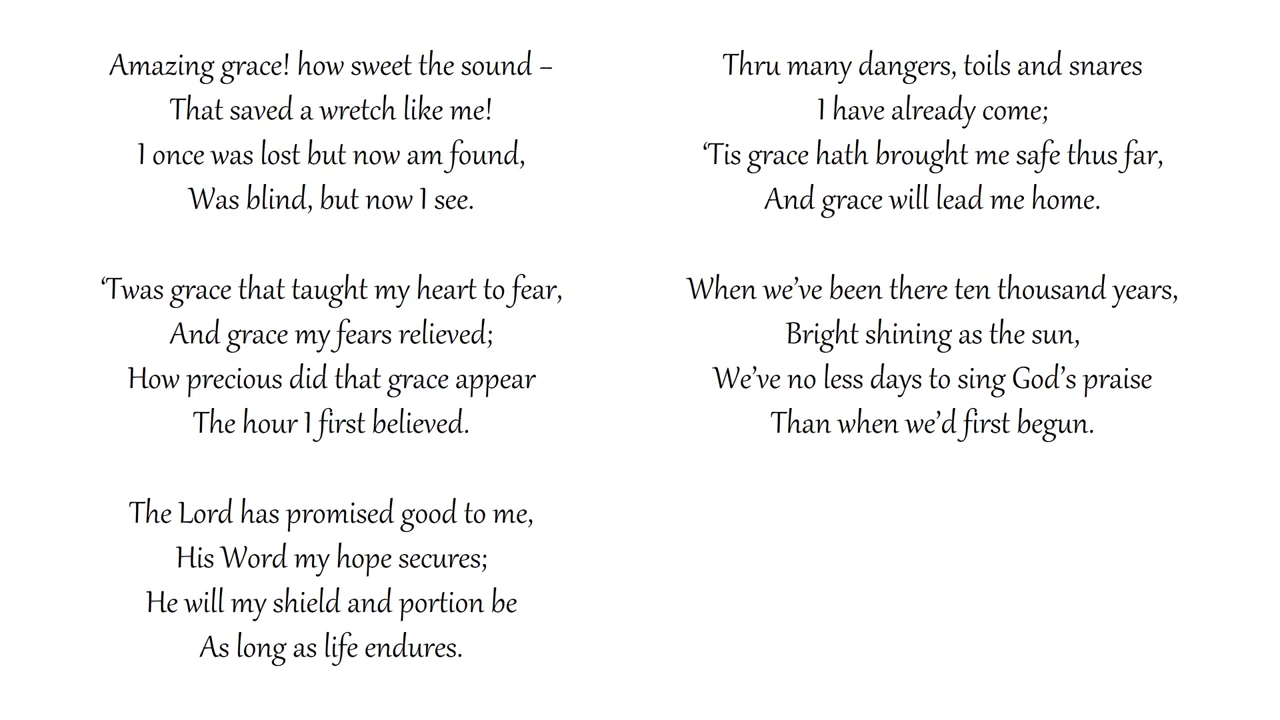 Amazing grace! how sweet the sound –
That saved a wretch like me!
I once was lost but now am found,
Was blind, but now I see.
‘Twas grace that taught my heart to fear,
And grace my fears relieved;
How precious did that grace appear
The hour I first believed.
The Lord has promised good to me,
His Word my hope secures;
He will my shield and portion be
As long as life endures.
Thru many dangers, toils and snares
I have already come;
‘Tis grace hath brought me safe thus far,
And grace will lead me home.
When we’ve been there ten thousand years,
Bright shining as the sun,
We’ve no less days to sing God’s praise
Than when we’d first begun.